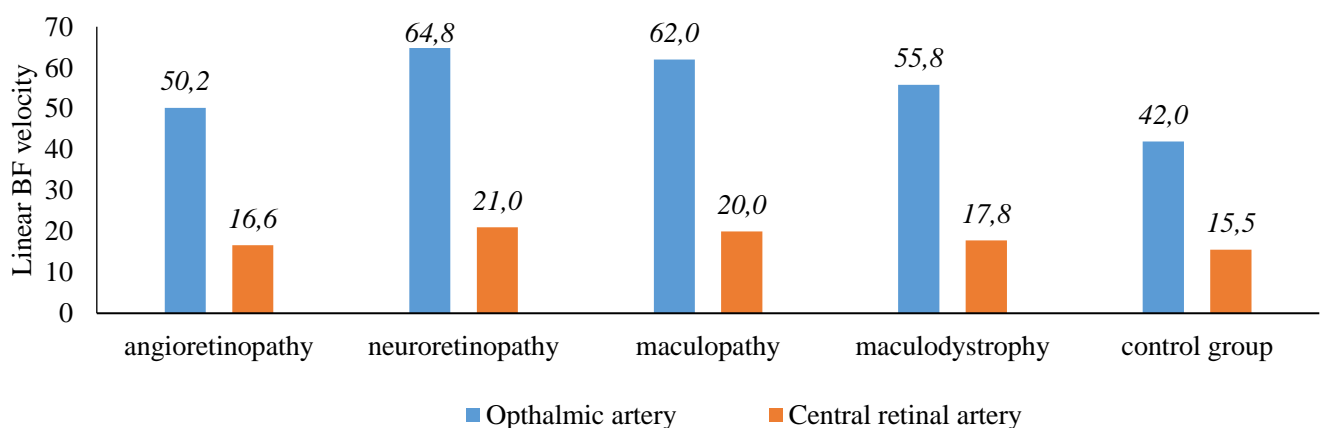 Linear BF velocity
70
60
50
40
30
20
10
0
50,2
16,6
64,8
21,0
62,0
20,0
55,8
17,8
42,0
15,5
angioretinopathy
neuroretinopathy
maculopathy
maculodystrophy
control group
Opthalmic artery
Central retinal artery